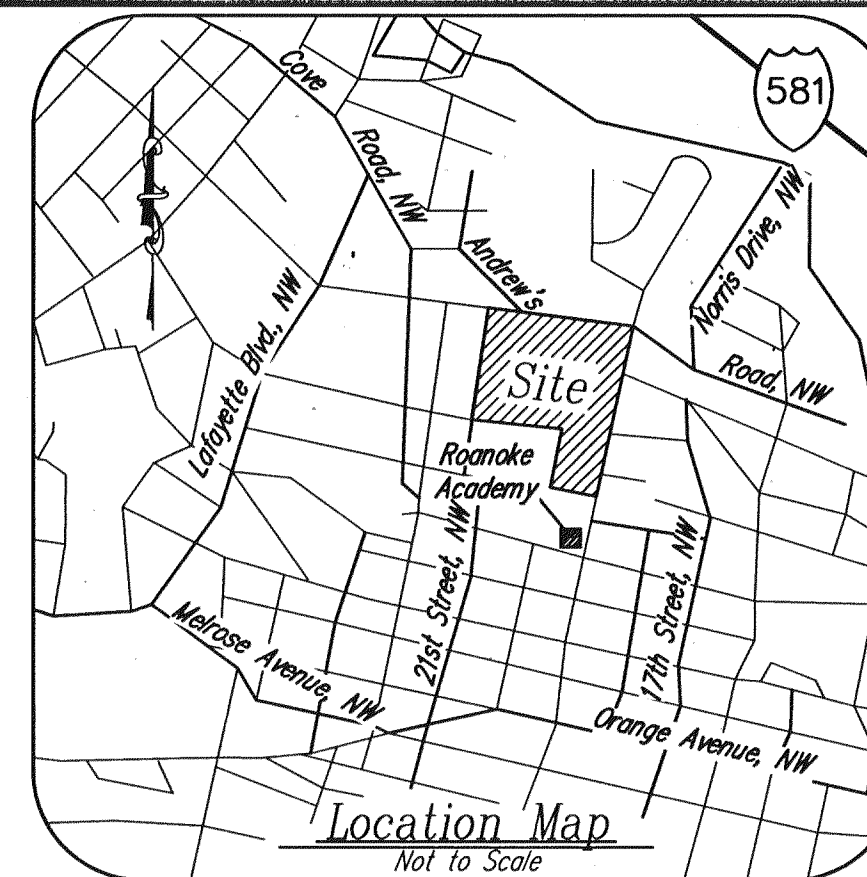 Cove
Road, NW
581
Andrew's
Norris Drive, NW
Lafayette Blvd., NW
Site
Road, NW
Roanoke
Academy
21st Street, NW
17th Street, NW
Melrose Avenue, NW
Orange Avenue, NW
Location Map
Not to Scale